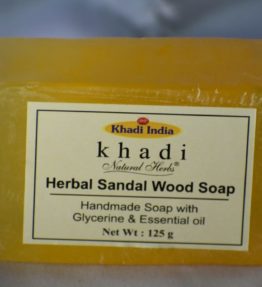 Khadi India
khadi
Natural Herbs®
Herbal Sandal Wood Soap
Handmade Soap with
Glycerine & Essential oil
Net Wt : 125 g